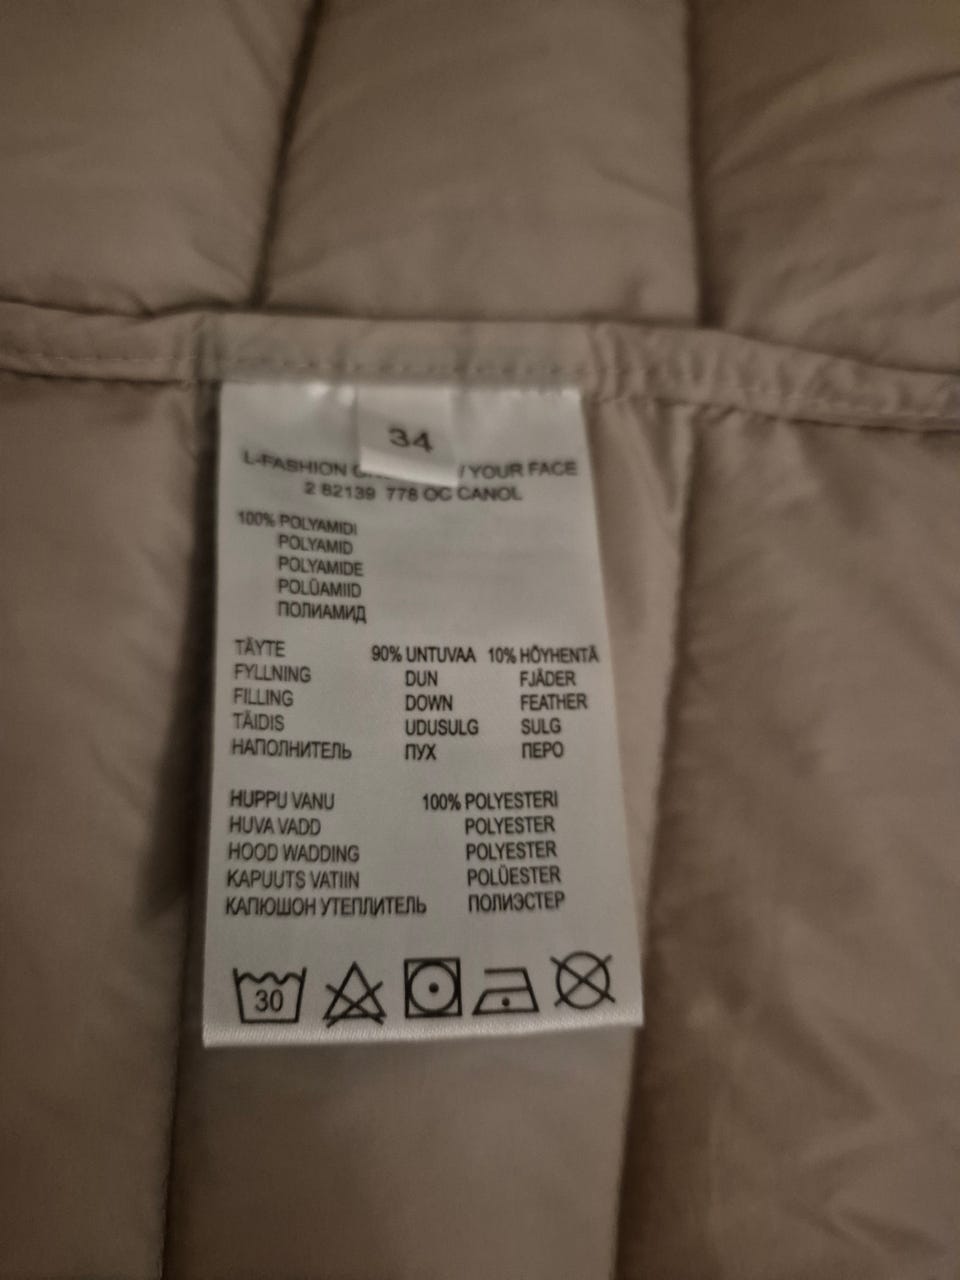 34
L-FASHION / YOUR FACE
2 82139 778 OC CANOL
100% POLYAMIDI
POLYAMID
POLYAMIDE
POLÜAMIID
ПОЛИАМИД
TÄYTE 90% UNTUVAA 10% HÖYHENTÄ
FYLLNING DUN FJÄDER
FILLING DOWN FEATHER
TÄIDIS UDUSULG SULG
НАПОЛНИТЕЛЬ ПУХ ПЕРО
HUPPU VANU 100% POLYESTERI
HUVA VADD POLYESTER
HOOD WADDING POLYESTER
KAPUUTS VATIIN POLÜESTER
КАПЮШОН УТЕПЛИТЕЛЬ ПОЛИЭСТЕР
30